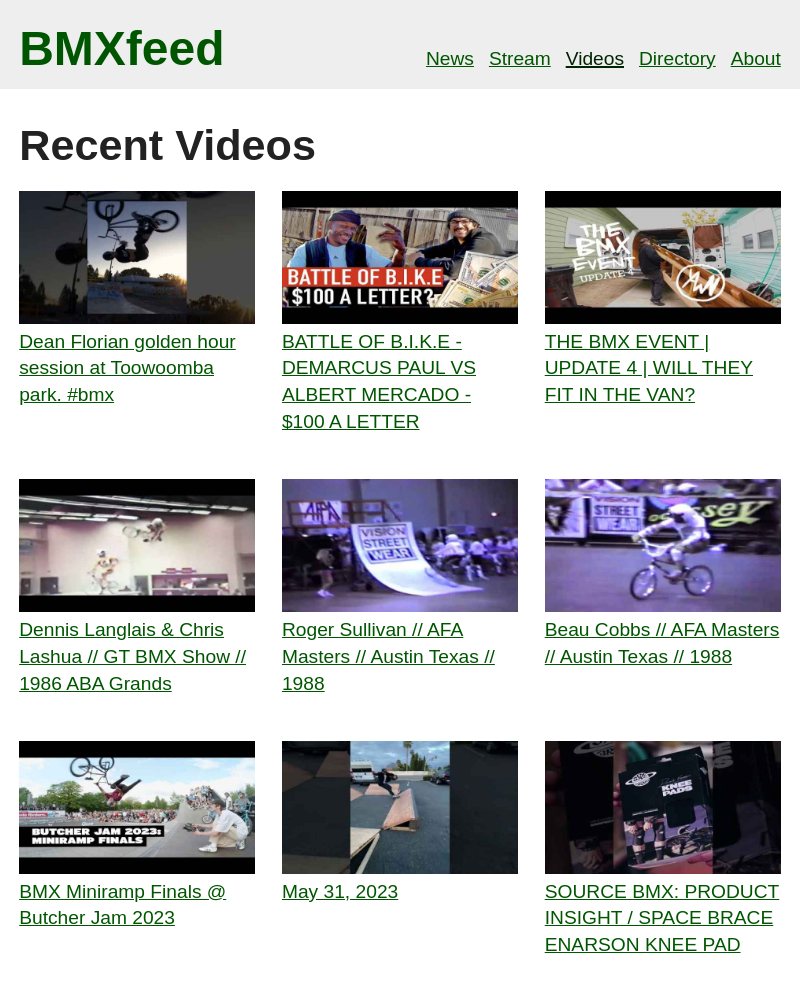 BMXfeed
News Stream Videos Directory About
Recent Videos
BATTLE OF B.I.K.E
$100 A LETTER?
THE
BMX
EVENT
UPDATE 4
Dean Florian golden hour
session at Toowoomba
park. #bmx
BATTLE OF B.I.K.E -
DEMARCUS PAUL VS
ALBERT MERCADO -
$100 A LETTER
THE BMX EVENT |
UPDATE 4 | WILL THEY
FIT IN THE VAN?
AFA
VISION
STREET
WEAR
VISION
STREET
WEAR
Dennis Langlais & Chris
Lashua // GT BMX Show //
1986 ABA Grands
Roger Sullivan // AFA
Masters // Austin Texas //
1988
Beau Cobbs // AFA Masters
// Austin Texas // 1988
BUTCHER JAM 2023:
MINIRAMP FINALS
KNEE
PADS
BMX Miniramp Finals @
Butcher Jam 2023
May 31, 2023
SOURCE BMX: PRODUCT
INSIGHT / SPACE BRACE
ENARSON KNEE PAD